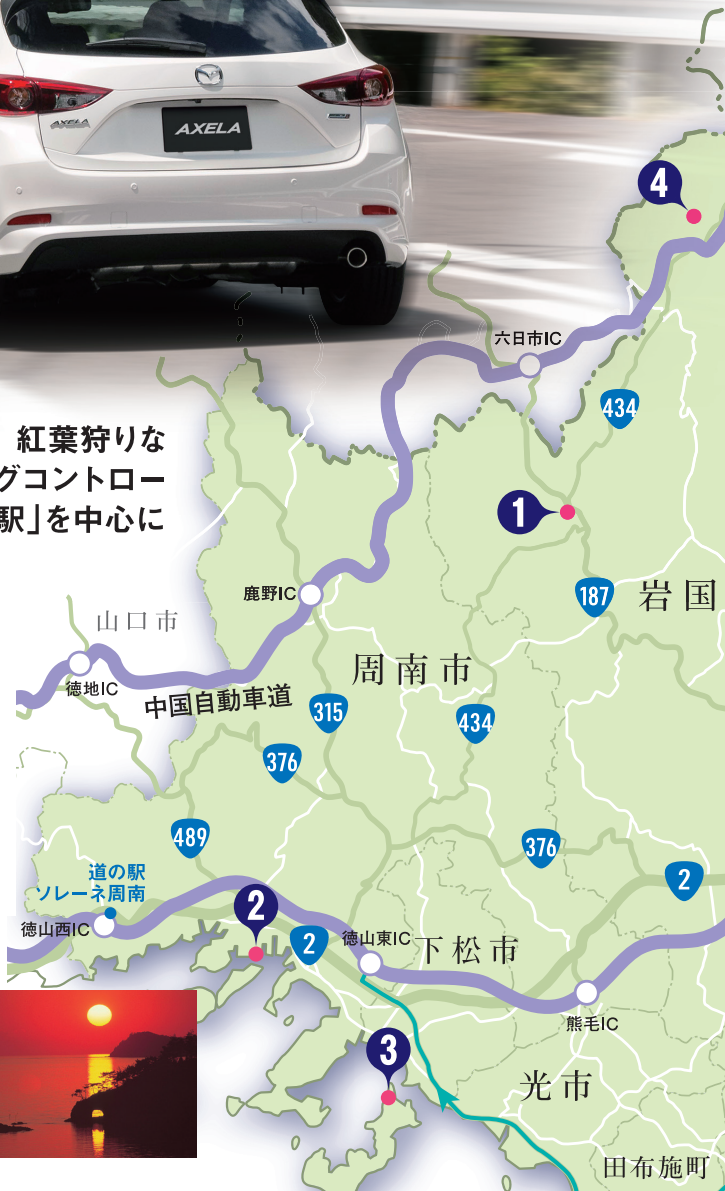 AXELA
AXELA
4
六日市IC
434
紅葉狩りな
グコントロー
駅」を中心に
1
鹿野IC
187
岩国
山口市
周南市
徳地IC
中国自動車道
315
434
376
489
376
道の駅
ソレーネ周南
2
徳山西IC
2
2
徳山東IC
下松市
熊毛IC
3
光市
田布施町